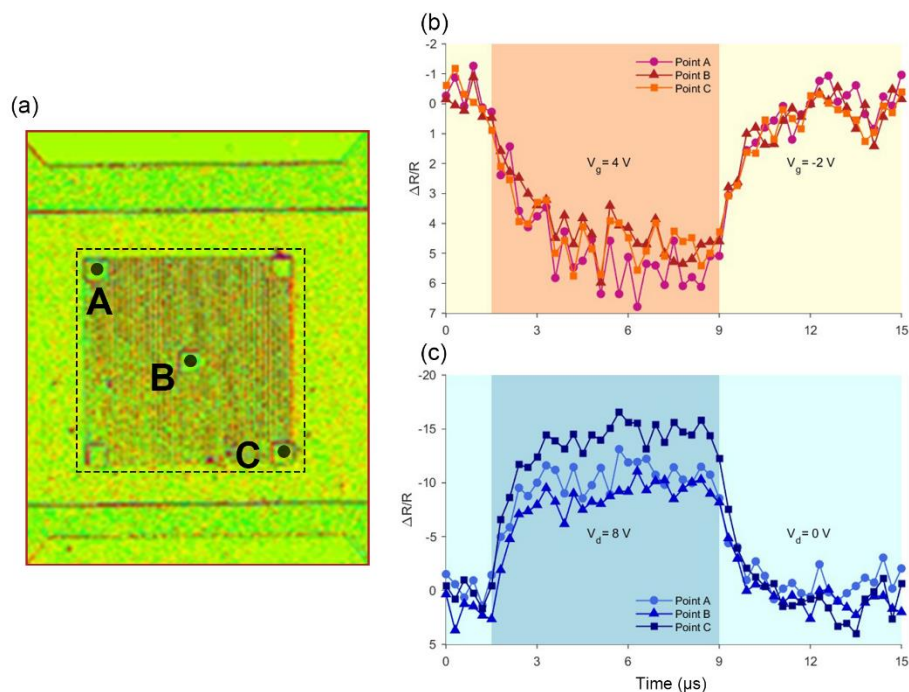 (a)
A
B
C
(b)
-2
-1
0
1
2
3
4
5
6
7
ΔR/R
Point A
Point B
Point C
V_g= 4 V
V_g= -2 V
0
3
6
9
12
15
(c)
-20
-15
-10
-5
0
5
ΔR/R
V_d= 8 V
V_d= 0 V
Point A
Point B
Point C
0
3
6
9
12
15
Time (μs)